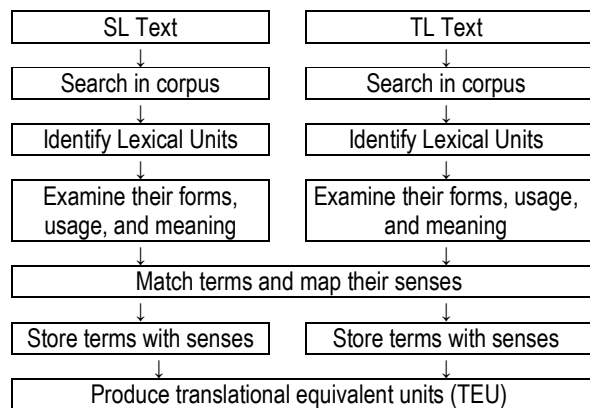 SL Text
TL Text
↓
↓
Search in corpus
Search in corpus
↓
↓
Identify Lexical Units
Identify Lexical Units
↓
↓
Examine their forms,
usage, and meaning
Examine their forms, usage,
and meaning
↓
↓
Match terms and map their senses
↓
↓
Store terms with senses
Store terms with senses
↓
↓
Produce translational equivalent units (TEU)